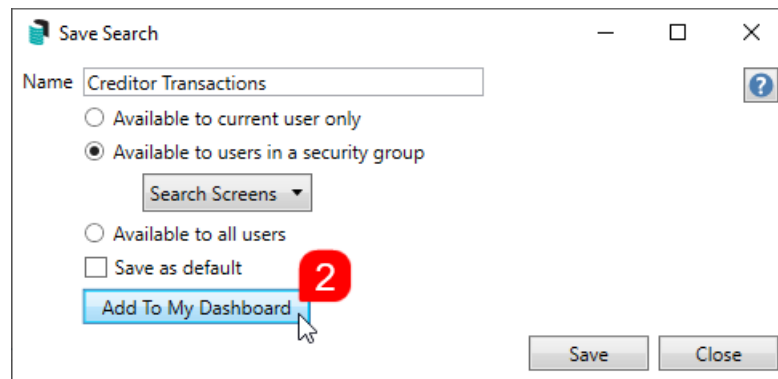 Save Search
Name Creditor Transactions
?
Available to current user only
Available to users in a security group
Search Screens
Available to all users
Save as default
2
Add To My Dashboard
Save Close